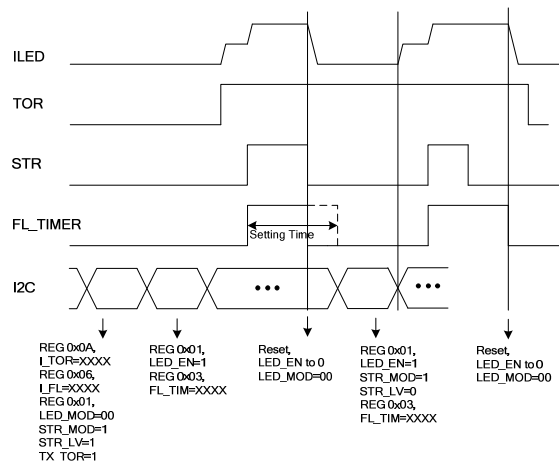 ILED
TOR
STR
FL_TIMER
Setting Time
I2C
REG 0x0A,
I_TOR=XXXX
REG 0x06,
I_FL=XXXX
REG 0x01,
LED_MOD=00
STR_MOD=1
STR_LV=1
TX_TOR=1
REG 0x01,
LED_EN=1
REG 0x03,
FL_TIM=XXXX
Reset,
LED_EN to 0
LED_MOD=00
REG 0x01,
LED_EN=1
STR_MOD=1
STR_LV=0
REG 0x03,
FL_TIM=XXXX
Reset,
LED_EN to 0
LED_MOD=00